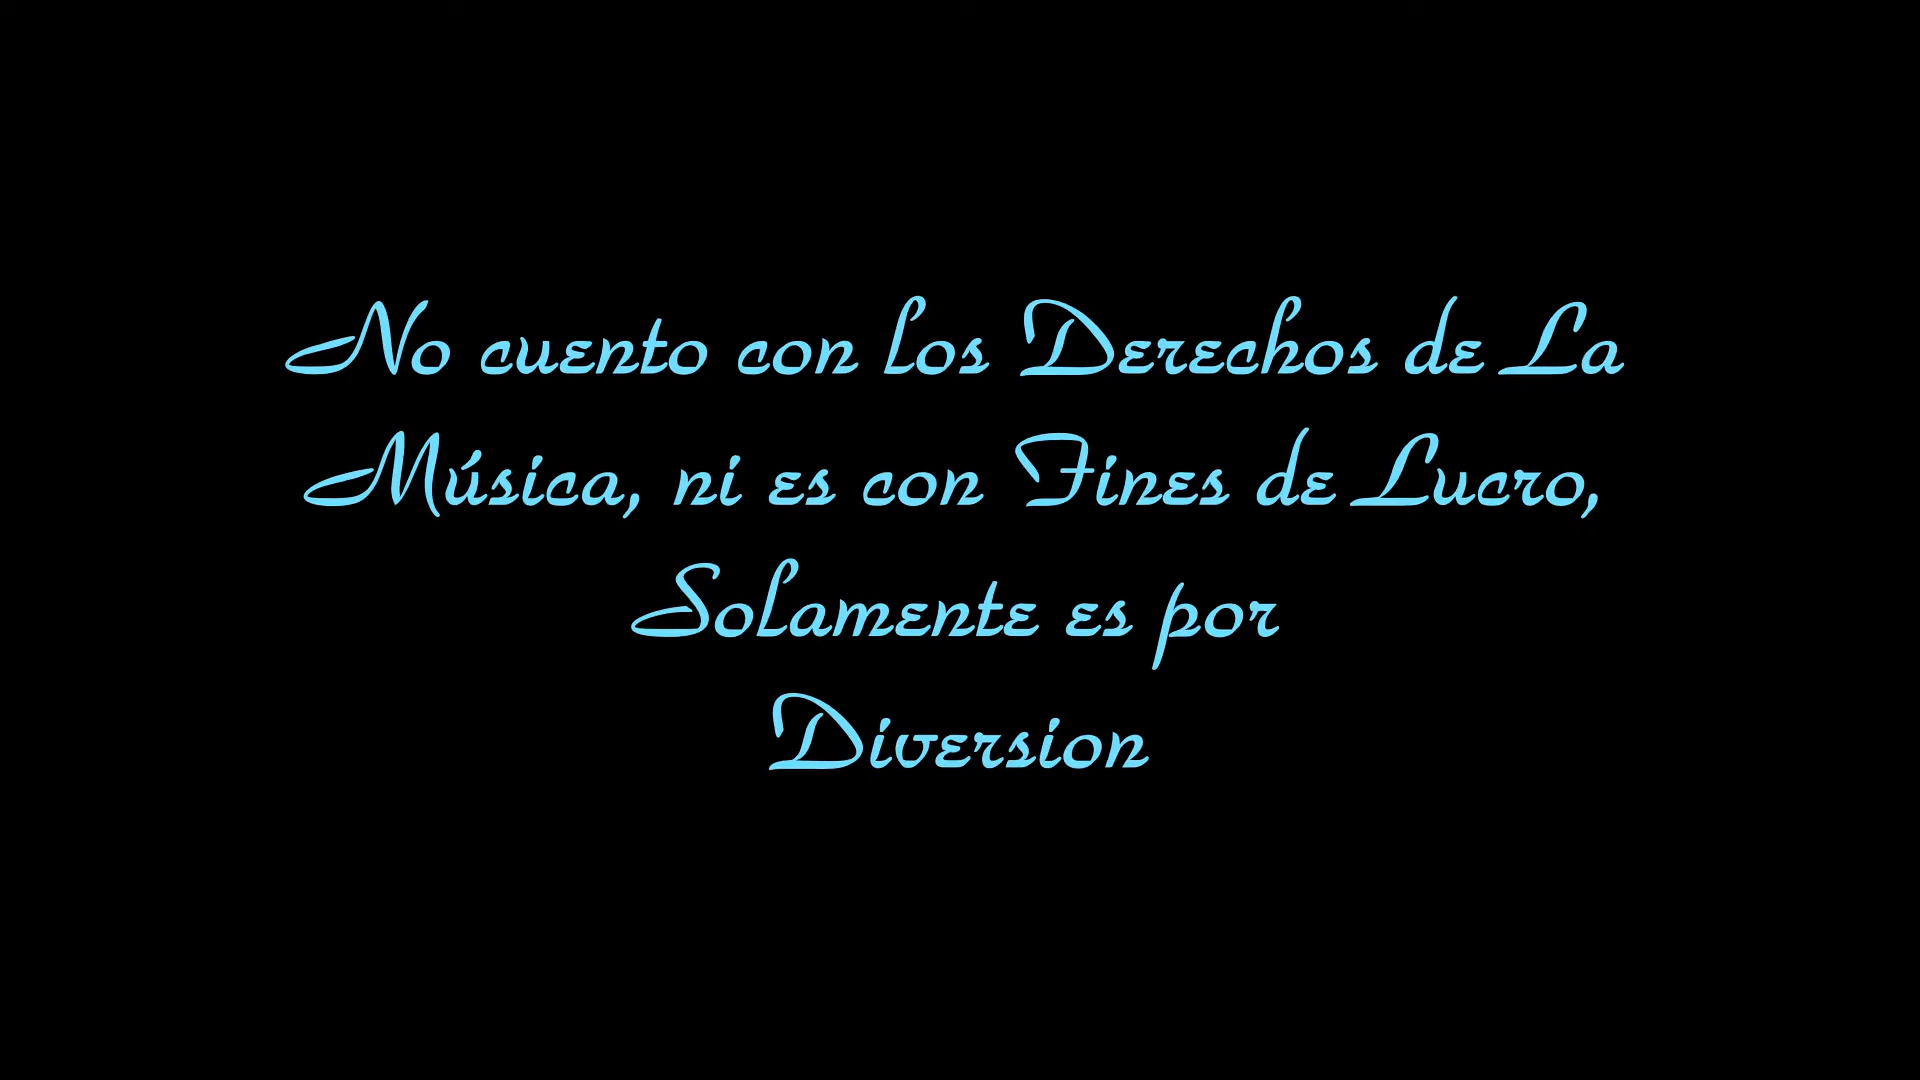 No cuento con los Derechos de La
Música, ni es con Fines de Lucro,
Solamente es por
Diversion